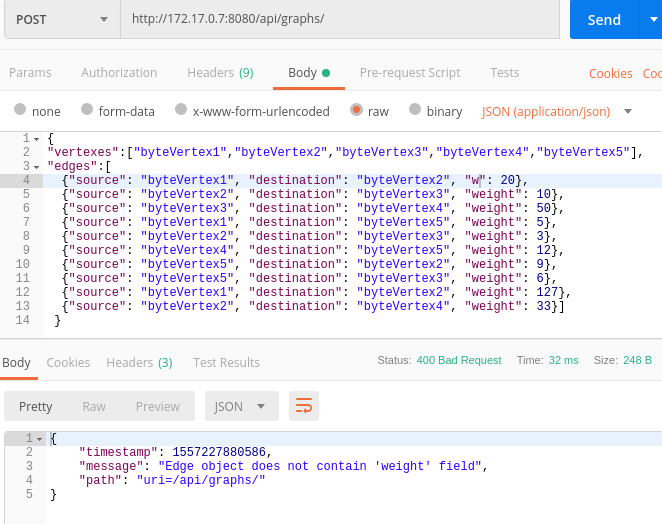 POST http://172.17.0.7:8080/api/graphs/ Send
Params Authorization Headers (9) Body Pre-request Script Tests Cookies Coc
none form-data x-www-form-urlencoded raw binary JSON (application/json)
1 {
2 "vertexes":["byteVertex1","byteVertex2","byteVertex3","byteVertex4","byteVertex5"],
3 "edges":[
4 {"source": "byteVertex1", "destination": "byteVertex2", "w": 20},
5 {"source": "byteVertex2", "destination": "byteVertex3", "weight": 10},
6 {"source": "byteVertex3", "destination": "byteVertex4", "weight": 50},
7 {"source": "byteVertex1", "destination": "byteVertex5", "weight": 5},
8 {"source": "byteVertex2", "destination": "byteVertex3", "weight": 3},
9 {"source": "byteVertex4", "destination": "byteVertex5", "weight": 12},
10 {"source": "byteVertex5", "destination": "byteVertex2", "weight": 9},
11 {"source": "byteVertex5", "destination": "byteVertex3", "weight": 6},
12 {"source": "byteVertex1", "destination": "byteVertex2", "weight": 127},
13 {"source": "byteVertex2", "destination": "byteVertex4", "weight": 33}]
14 }
Body Cookies Headers (3) Test Results Status: 400 Bad Request Time: 32 ms Size: 248 B
Pretty Raw Preview JSON
1 {
2 "timestamp": 1557227880586,
3 "message": "Edge object does not contain 'weight' field",
4 "path": "uri=/api/graphs/"
5 }